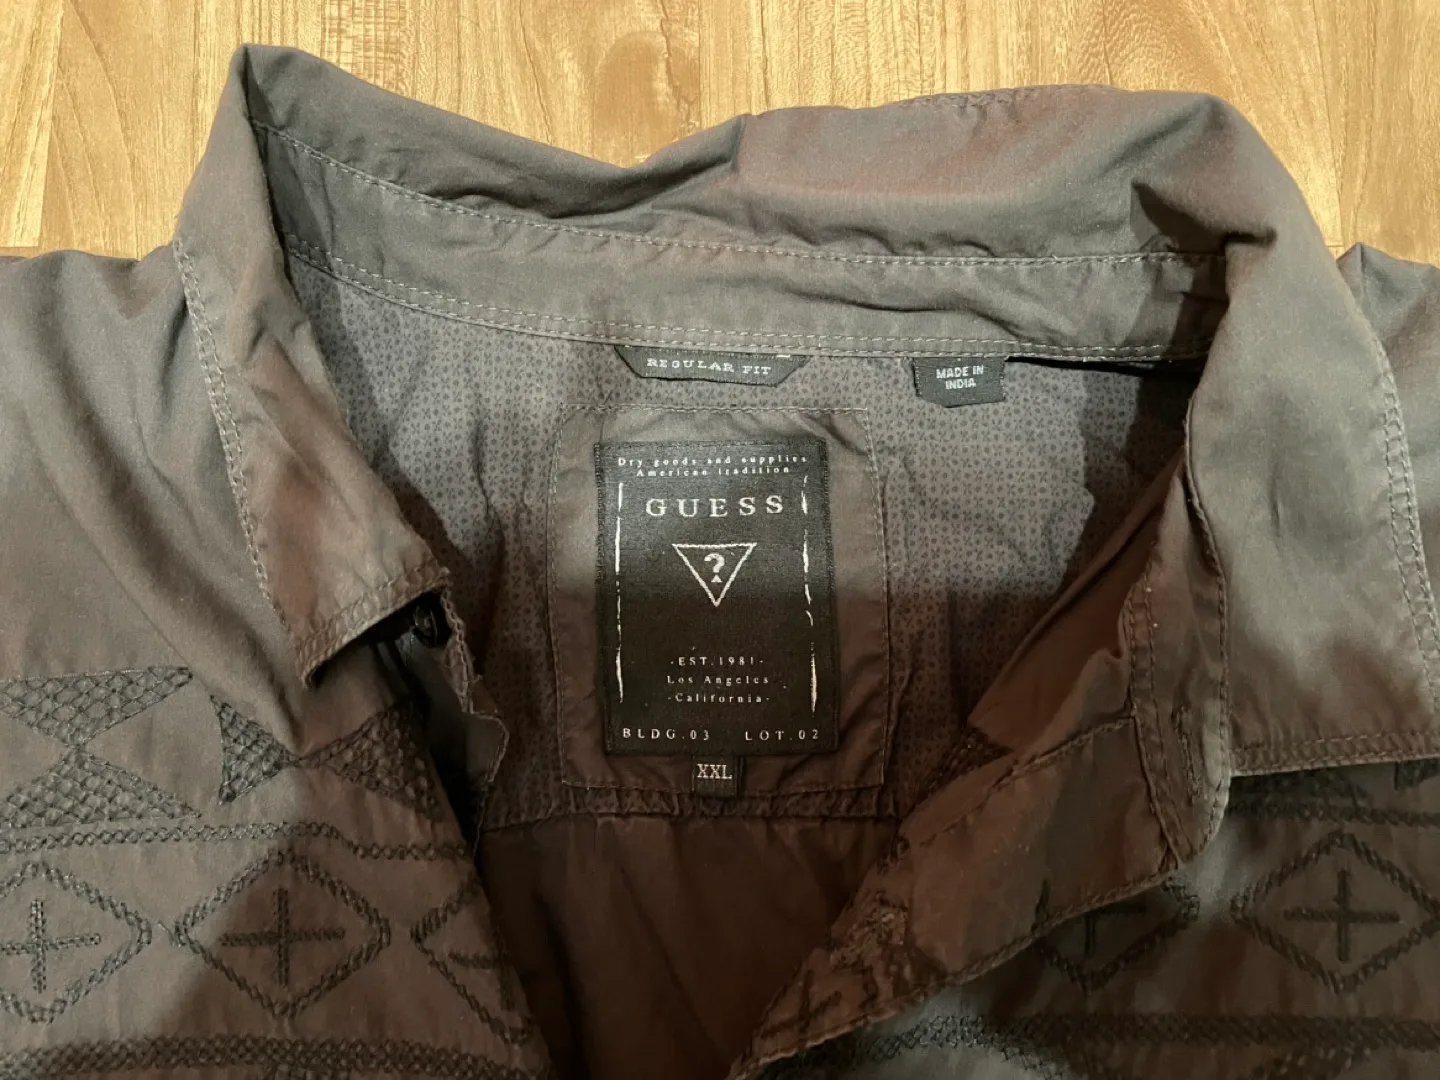 REGULAR FIT
MADE IN
INDIA
Dry goods and supplies
American tradition
GUESS
?
·EST.1981·
Los Angeles
·California·
BLDG.03 LOT.02
XXL